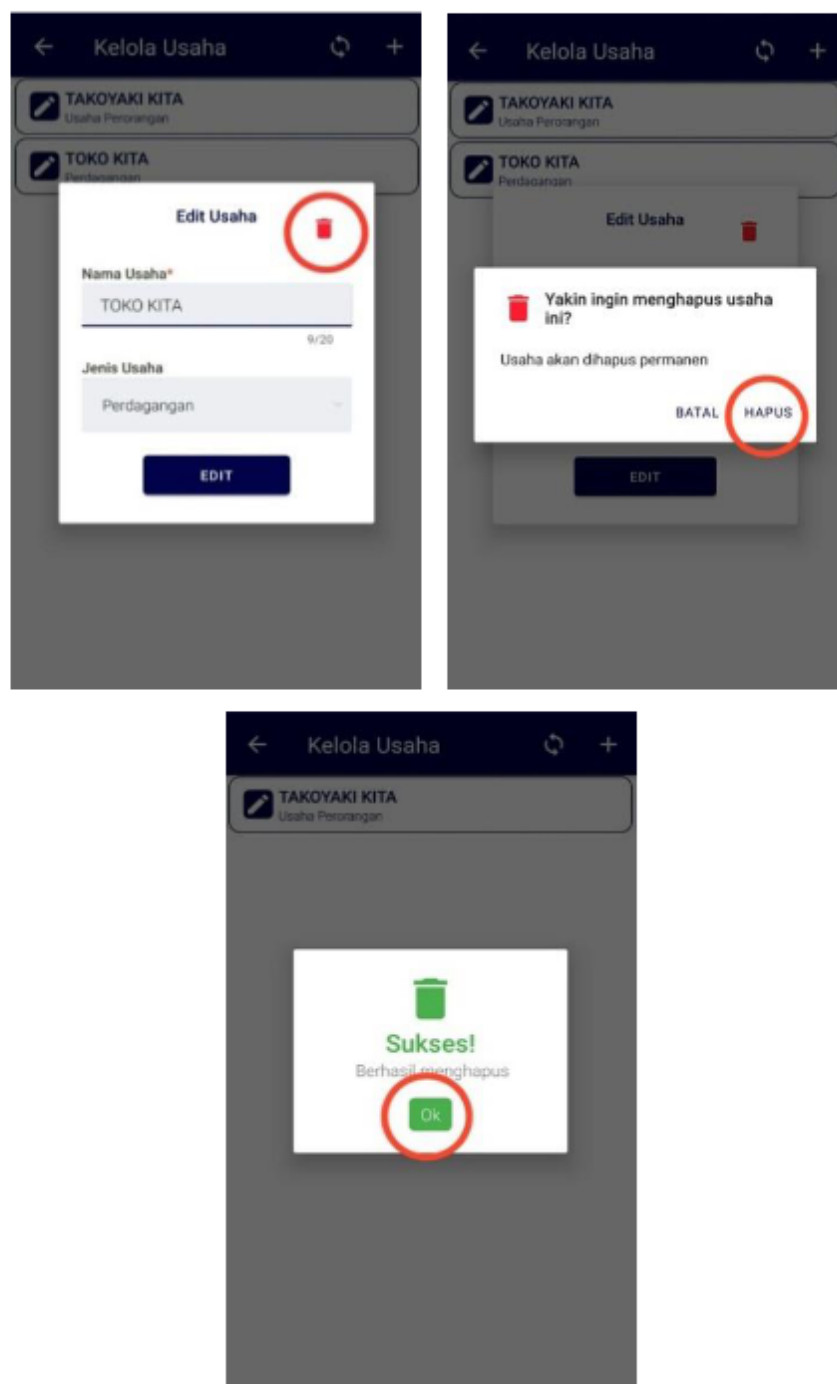 Kelola Usaha
TAKOYAKI KITA
Usaha Perorangan
TOKO KITA
Perdagangan
Edit Usaha
Nama Usaha*
TOKO KITA
9/20
Jenis Usaha
Perdagangan
EDIT
Kelola Usaha
TAKOYAKI KITA
Usaha Perorangan
TOKO KITA
Perdagangan
Edit Usaha
Yakin ingin menghapus usaha
ini?
Usaha akan dihapus permanen
BATAL HAPUS
EDIT
Kelola Usaha
TAKOYAKI KITA
Usaha Perorangan
Sukses!
Berhasil menghapus
Ok